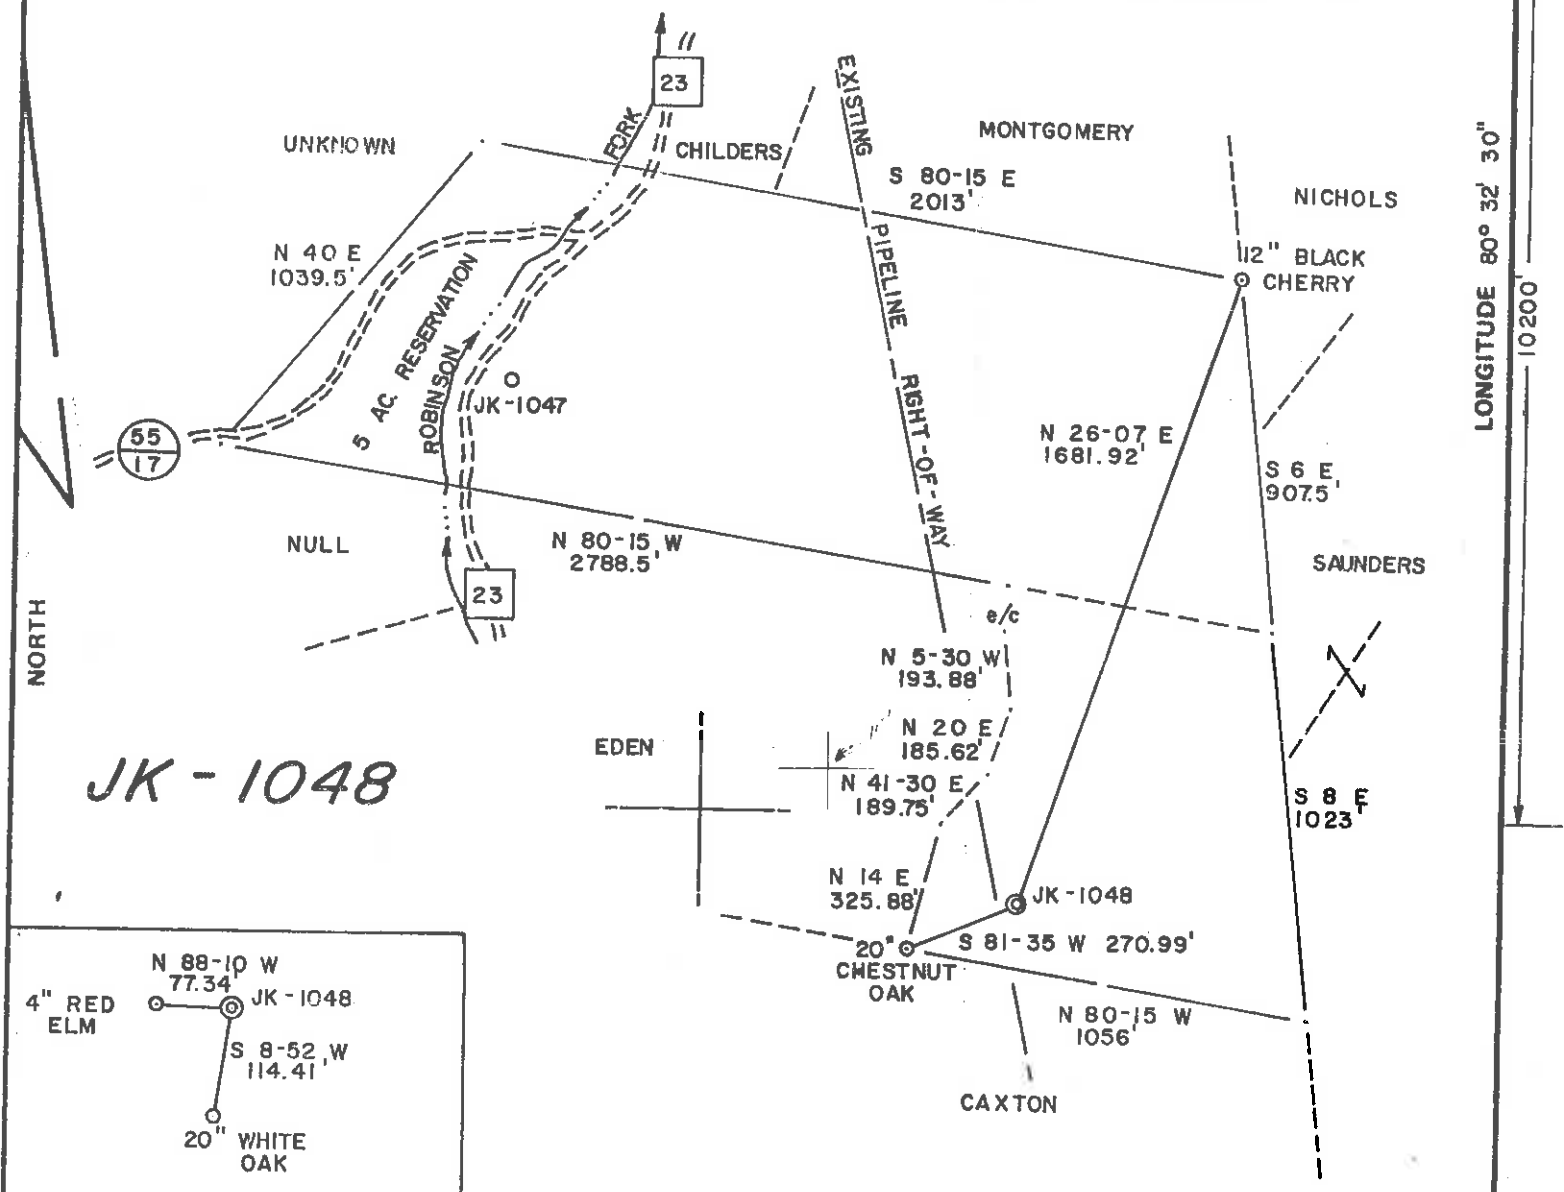 23
FORK
EXISTING
UNKNOWN
CHILDERS
MONTGOMERY
S 80-15 E
2013'
NICHOLS
LONGITUDE 80° 32' 30"
10200'
N 40 E
1039.5'
12" BLACK
CHERRY
PIPELINE
5 AC. RESERVATION
ROBINSON
JK-1047
RIGHT-OF-WAY
55
17
N 26-07 E
1681.92'
S 6 E
907.5'
NULL
N 80-15 W
2788.5'
SAUNDERS
23
NORTH
e/c
N 5-30 W
193.88'
EDEN
N 20 E
185.62'
JK-1048
N 41-30 E
189.75'
S 8 E
1023'
N 14 E
325.88'
JK-1048
20"
CHESTNUT
OAK
S 81-35 W 270.99'
N 80-15 W
1056'
N 88-10 W
77.34'
4" RED
ELM
JK-1048
S 8-52 W
114.41'
20" WHITE
OAK
CAXTON